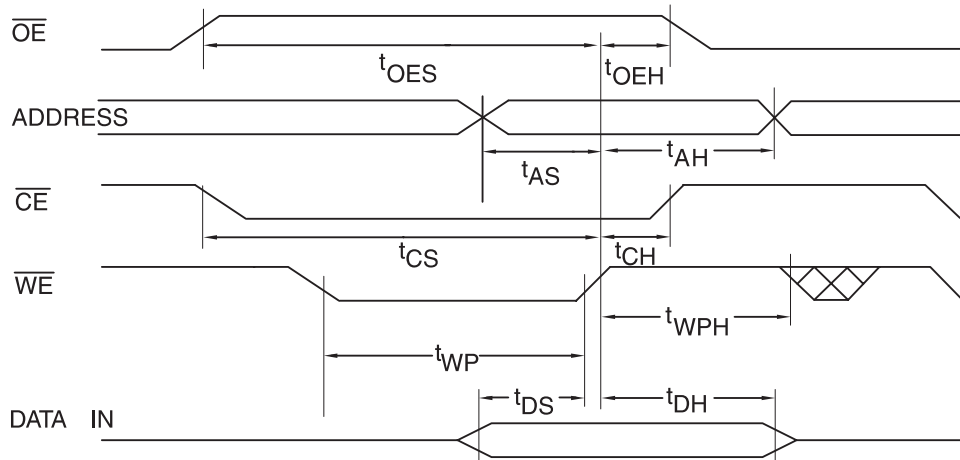 OE
tOES
tOEH
ADDRESS
tAS
tAH
CE
tCS
tCH
WE
tWPH
tWP
tDS
tDH
DATA IN